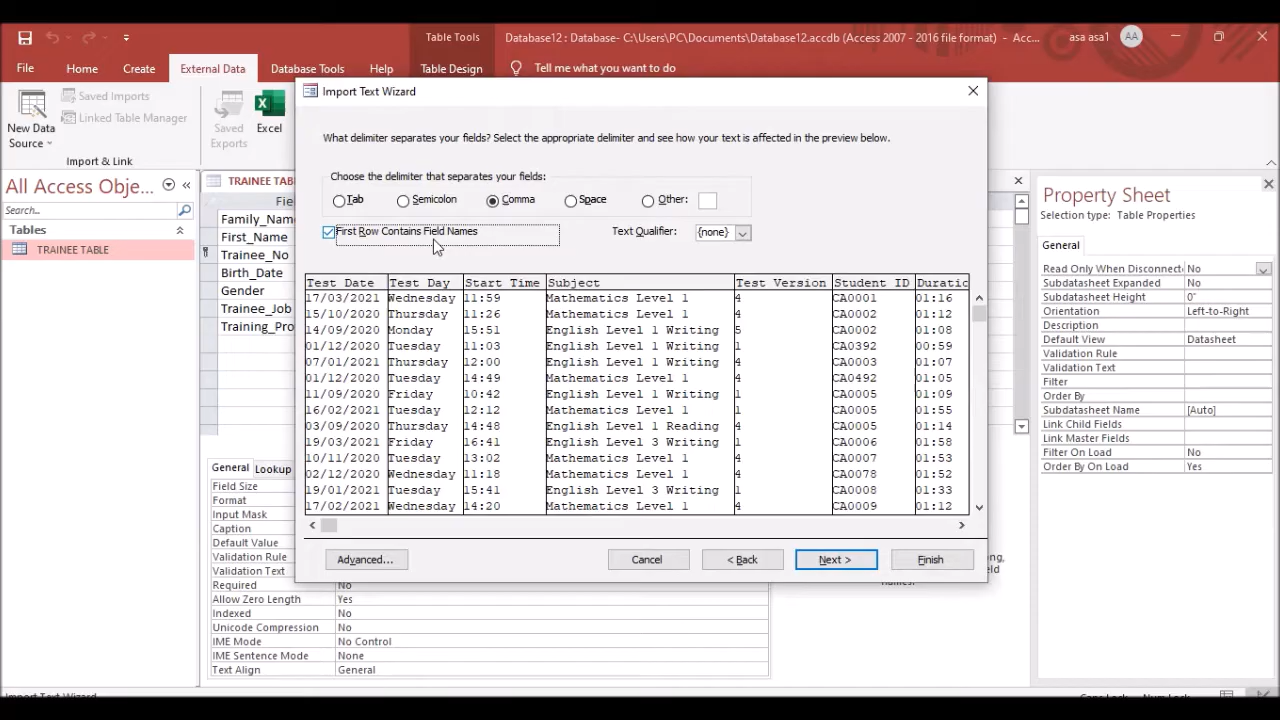 Table Tools
Database12 : Database- C:\Users\PC\Documents\Database12.accdb (Access 2007 - 2016 file format) - Acc...
asa asa1
AA
File
Home
Create
External Data
Database Tools
Help
Table Design
Tell me what you want to do
New Data
Source
Saved Imports
Linked Table Manager
Import & Link
Saved
Exports
Excel
Import Text Wizard
What delimiter separates your fields? Select the appropriate delimiter and see how your text is affected in the preview below.
Choose the delimiter that separates your fields:
Tab
Semicolon
Comma
Space
Other:
First Row Contains Field Names
Text Qualifier:
{none}
Test Date Test Day Start Time Subject Test Version Student ID Duratic
17/03/2021 Wednesday 11:59 Mathematics Level 1 4 CA0001 01:16
15/10/2020 Thursday 11:26 Mathematics Level 1 4 CA0002 01:12
14/09/2020 Monday 15:51 English Level 1 Writing 5 CA0002 01:08
01/12/2020 Tuesday 11:03 English Level 1 Writing 1 CA0392 00:59
07/01/2021 Thursday 12:00 English Level 1 Writing 4 CA0003 01:07
01/12/2020 Tuesday 14:49 Mathematics Level 1 4 CA0492 01:05
11/09/2020 Friday 10:42 English Level 1 Writing 1 CA0005 01:09
16/02/2021 Tuesday 12:12 Mathematics Level 1 4 CA0005 01:55
03/09/2020 Thursday 14:48 English Level 1 Reading 4 CA0005 01:14
19/03/2021 Friday 16:41 English Level 3 Writing 1 CA0006 01:58
10/11/2020 Tuesday 13:02 Mathematics Level 1 4 CA0007 01:53
02/12/2020 Wednesday 11:18 Mathematics Level 1 4 CA0078 01:52
19/01/2021 Tuesday 15:41 English Level 3 Writing 1 CA0008 01:33
17/02/2021 Wednesday 14:20 Mathematics Level 1 4 CA0009 01:12
Advanced...
Cancel
< Back
Next >
Finish
All Access Obje...
Search...
Tables
TRAINEE TABLE
TRAINEE TAB
Fie
Family_Name
First_Name
Trainee_No
Birth_Date
Gender
Trainee_Job
Training_Pro
General
Lookup
Field Size
Format
Input Mask
Caption
Default Value
Validation Rule
Validation Text
Required No
Allow Zero Length Yes
Indexed No
Unicode Compression No
IME Mode No Control
IME Sentence Mode None
Text Align General
Property Sheet
Selection type: Table Properties
General
Read Only When Disconnect No
Subdatasheet Expanded No
Subdatasheet Height 0"
Orientation Left-to-Right
Description
Default View Datasheet
Validation Rule
Validation Text
Filter
Order By
Subdatasheet Name [Auto]
Link Child Fields
Link Master Fields
Filter On Load No
Order By On Load Yes
Import Text Wizard
Caps Lock
Num Lock